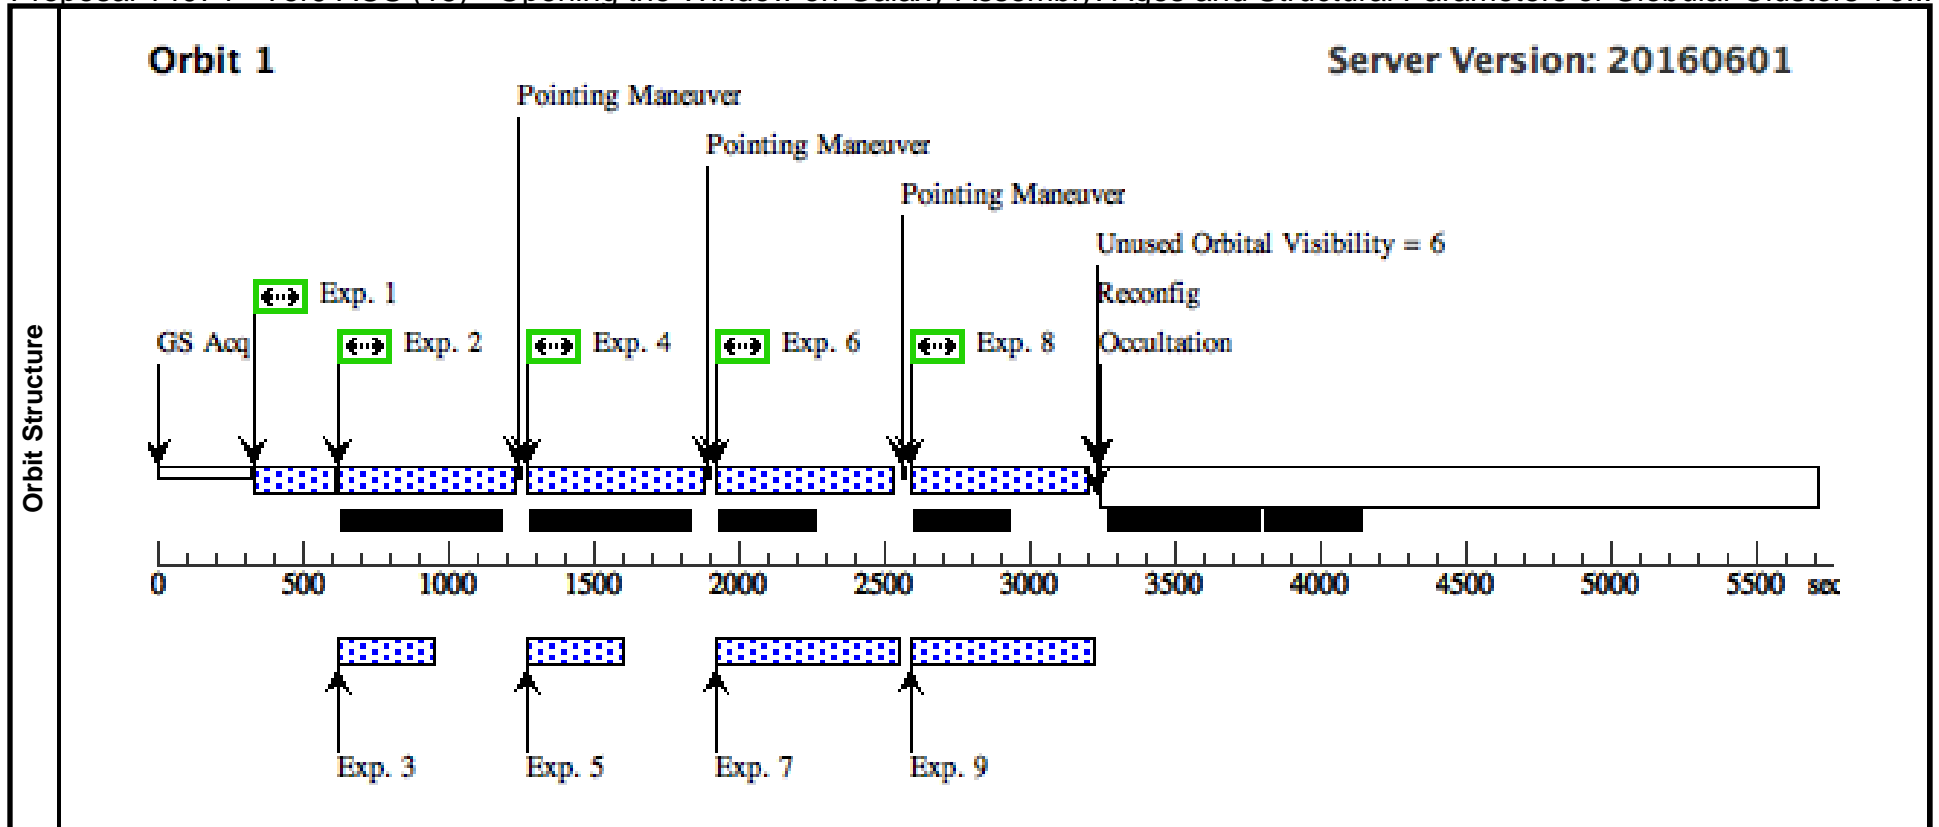 Orbit 1
Server Version: 20160601
Pointing Maneuver
Pointing Maneuver
Pointing Maneuver
Unused Orbital Visibility = 6
Exp. 1
Reconfig
GS Acq
Exp. 2
Exp. 4
Exp. 6
Exp. 8
Occultation
Orbit Structure
0 500 1000 1500 2000 2500 3000 3500 4000 4500 5000 5500 sec
Exp. 3
Exp. 5
Exp. 7
Exp. 9